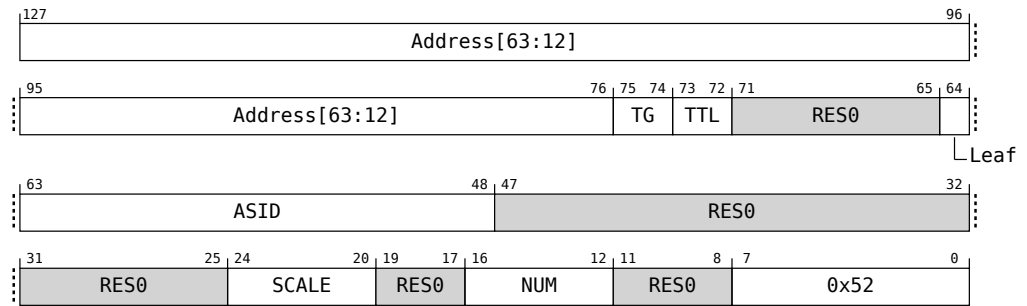 127 96
Address[63:12]
95 76 75 74 73 72 71 65 64
Address[63:12] TG TTL RES0
Leaf
63 48 47 32
ASID RES0
31 25 24 20 19 17 16 12 11 8 7 0
RES0 SCALE RES0 NUM RES0 0x52